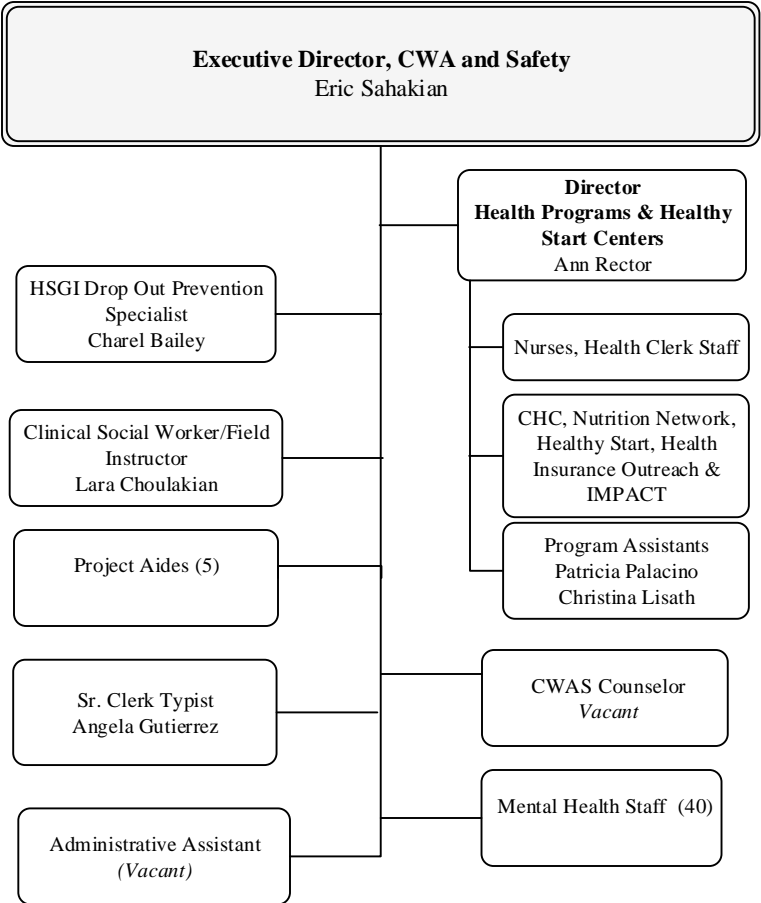 Executive Director, CWA and Safety
Eric Sahakian
Director
Health Programs & Healthy
Start Centers
Ann Rector
HSGI Drop Out Prevention
Specialist
Charel Bailey
Nurses, Health Clerk Staff
Clinical Social Worker/Field
Instructor
Lara Choulakian
CHC, Nutrition Network,
Healthy Start, Health
Insurance Outreach &
IMPACT
Project Aides (5)
Program Assistants
Patricia Palacino
Christina Lisath
Sr. Clerk Typist
Angela Gutierrez
CWAS Counselor
Vacant
Administrative Assistant
(Vacant)
Mental Health Staff (40)